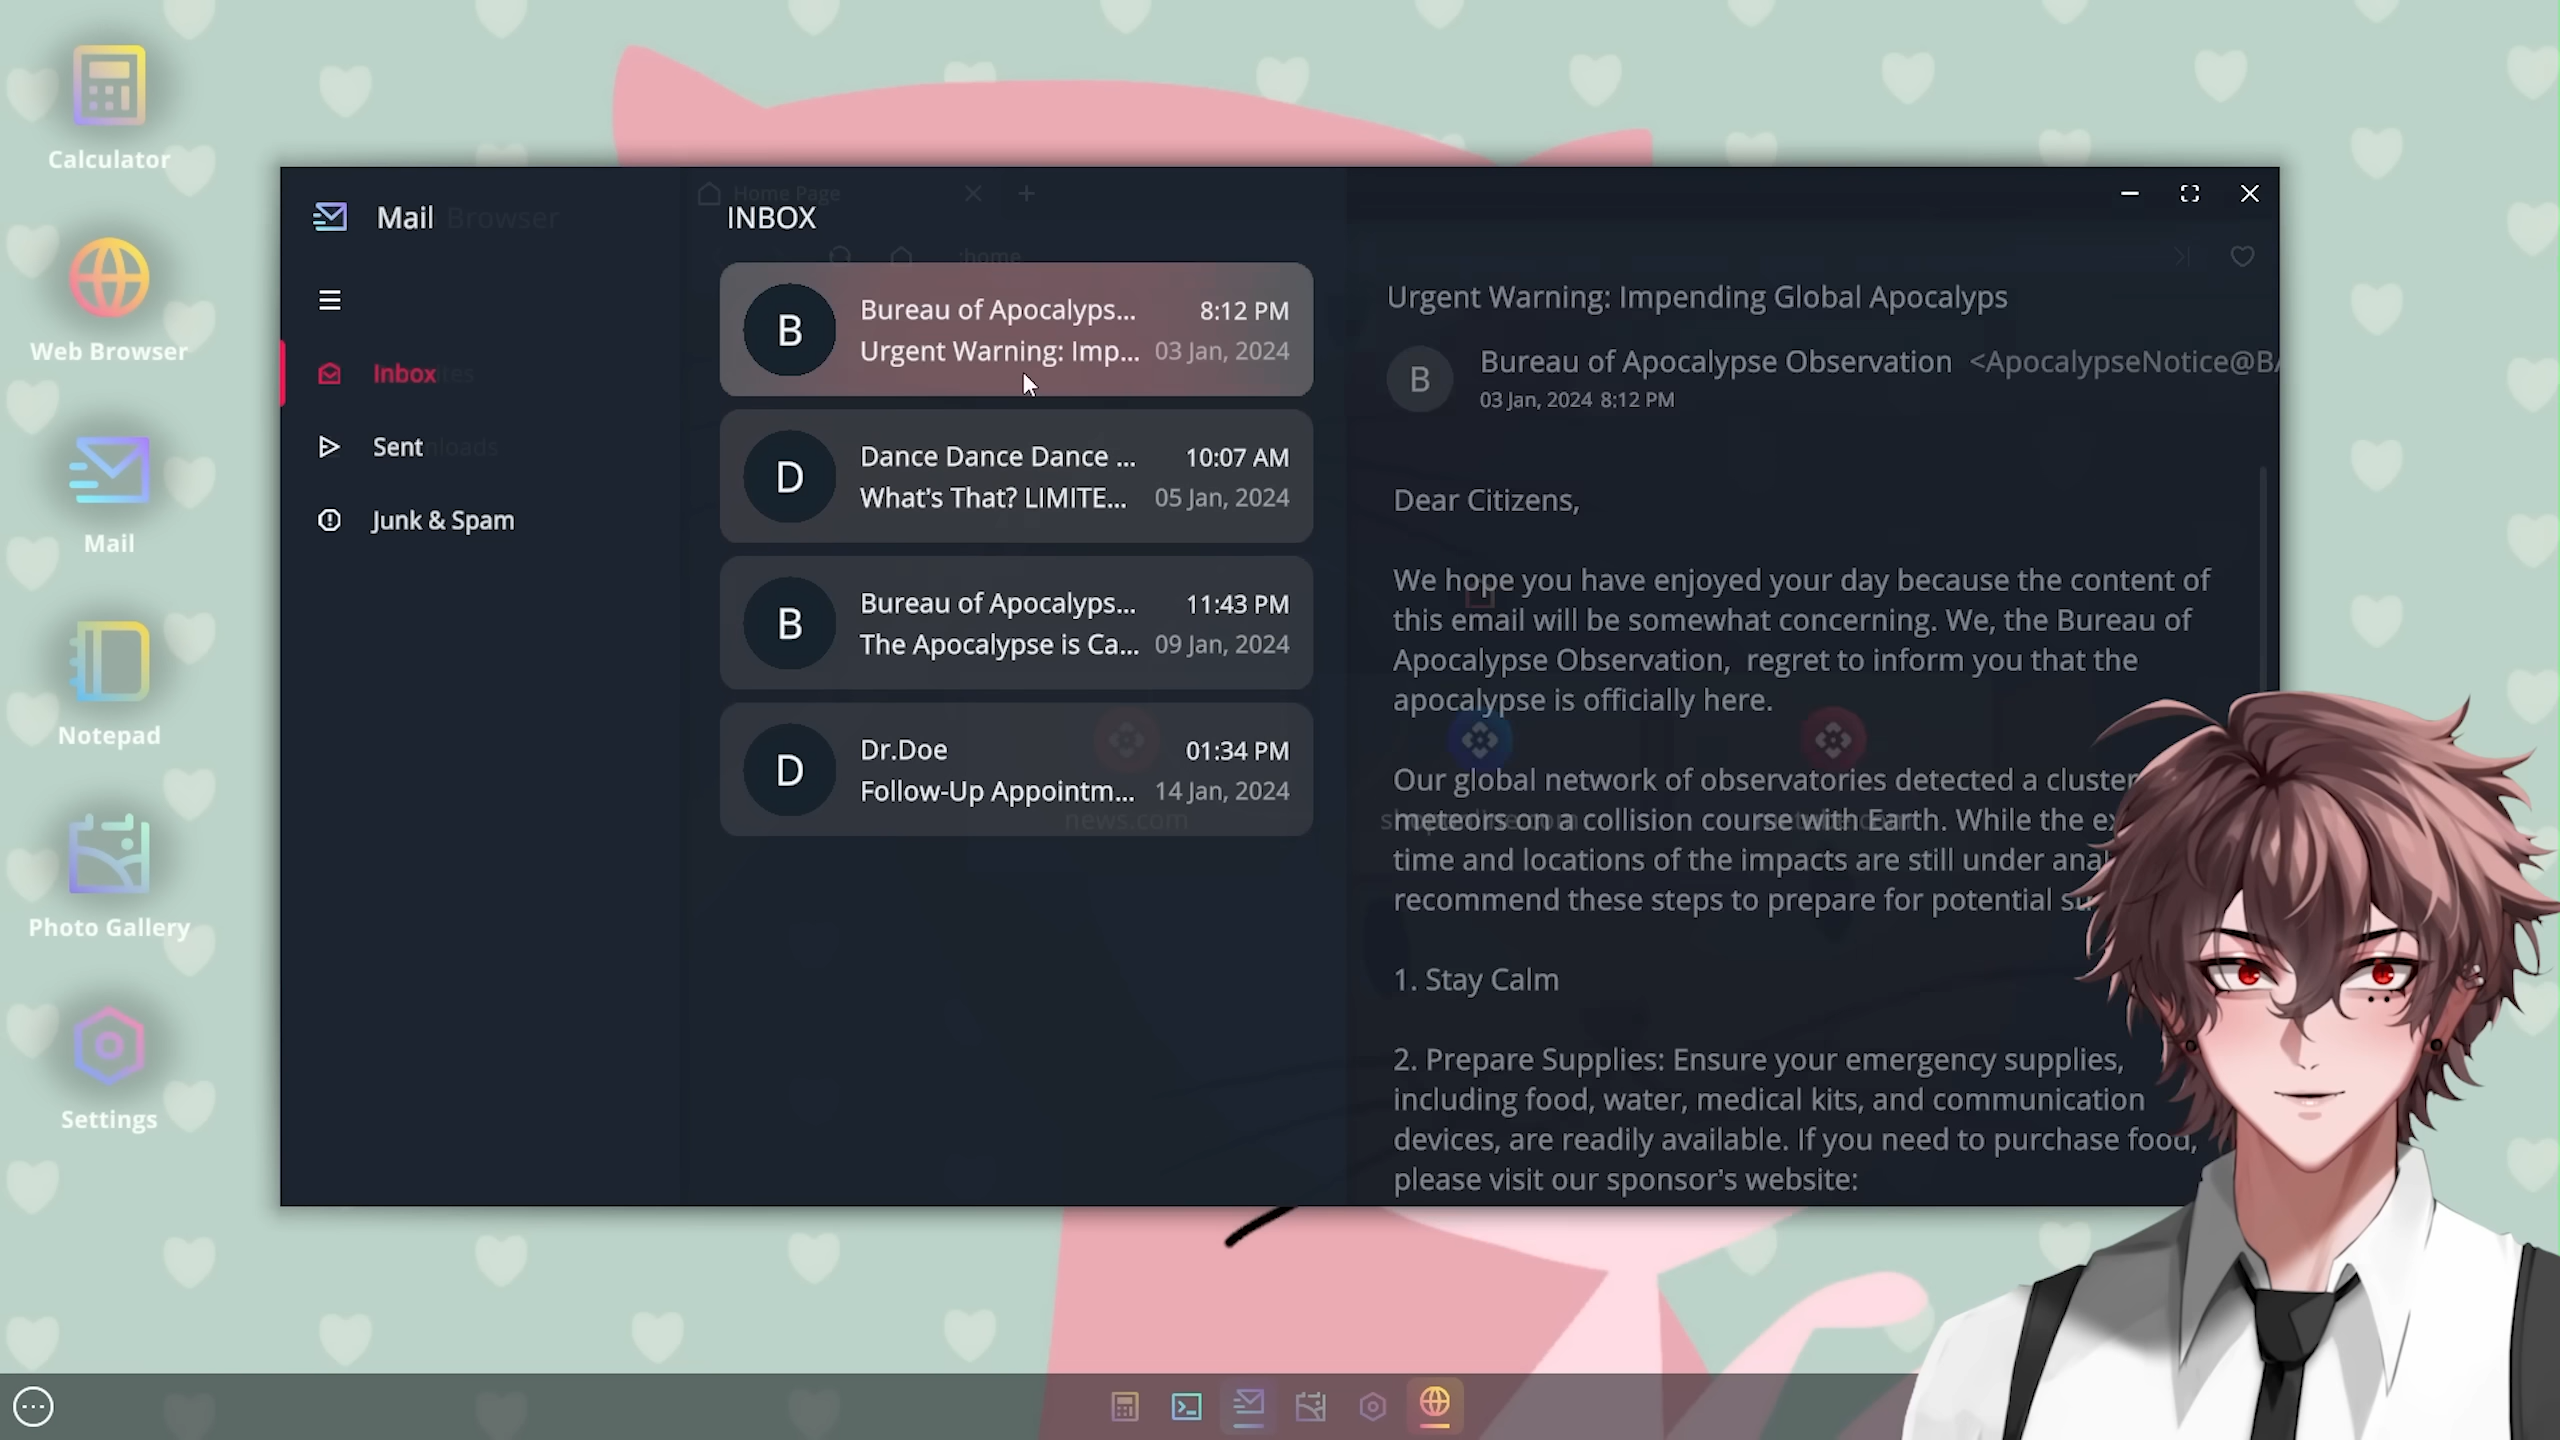 Calculator
Web Browser
Mail
Notepad
Photo Gallery
Settings
Mail
Browser
Inbox
Sent
Junk & Spam
Home Page
INBOX
:home
B
Bureau of Apocalyps... 8:12 PM
Urgent Warning: Imp... 03 Jan, 2024
D
Dance Dance Dance ... 10:07 AM
What's That? LIMITE... 05 Jan, 2024
B
Bureau of Apocalyps... 11:43 PM
The Apocalypse is Ca... 09 Jan, 2024
D
Dr.Doe 01:34 PM
Follow-Up Appointm... 14 Jan, 2024
news.com
Urgent Warning: Impending Global Apocalyps
B
Bureau of Apocalypse Observation <ApocalypseNotice@BA
03 Jan, 2024 8:12 PM
Dear Citizens,
We hope you have enjoyed your day because the content of
this email will be somewhat concerning. We, the Bureau of
Apocalypse Observation, regret to inform you that the
apocalypse is officially here.
Our global network of observatories detected a cluster
meteors on a collision course with Earth. While the ex
time and locations of the impacts are still under anal
recommend these steps to prepare for potential su
1. Stay Calm
2. Prepare Supplies: Ensure your emergency supplies,
including food, water, medical kits, and communication
devices, are readily available. If you need to purchase food,
please visit our sponsor's website: